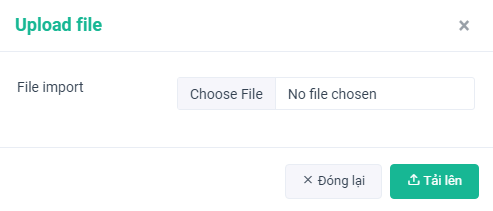 Upload file ×
File import Choose File No file chosen
× Đóng lại Tải lên